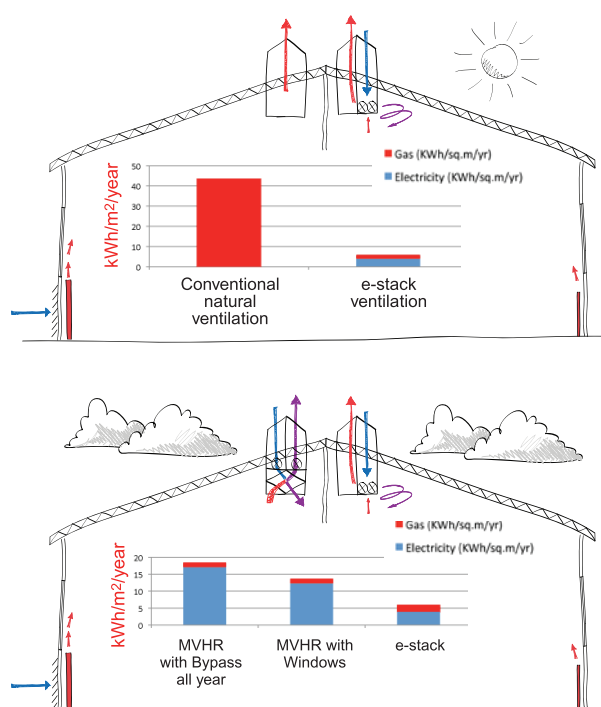 Gas (KWh/sq.m/yr)
Electricity (KWh/sq.m/yr)
kWh/m2/year
50
40
30
20
10
0
Conventional
natural
ventilation
e-stack
ventilation
Gas (KWh/sq.m/yr)
Electricity (KWh/sq.m/yr)
kWh/m2/year
20
15
10
5
0
MVHR
with Bypass
all year
MVHR with
Windows
e-stack